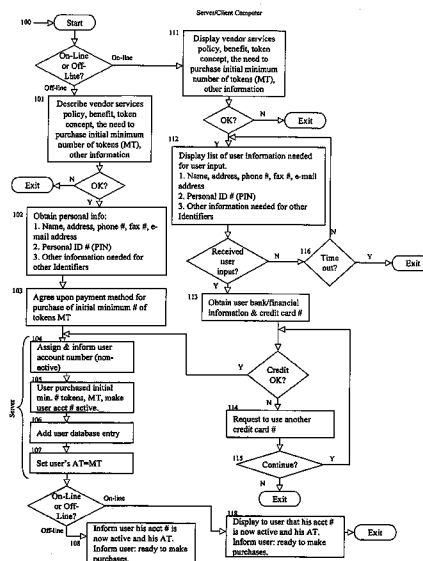 Server/Client Computer
100
Start
On-Line
or Off-
Line?
On-line
Off-line
111
Display vendor services
policy, benefit, token
concept, the need to
purchase initial minimum
number of tokens (MT),
other information
101
Describe vendor services
policy, benefit, token
concept, the need to
purchase initial minimum
number of tokens (MT),
other information
OK?
N
Exit
Y
112
Display list of user information needed
for user input.
1. Name, address, phone #, fax #, e-mail
address
2. Personal ID # (PIN)
3. Other information needed for other
Identifiers
Exit
N
OK?
Y
102
Obtain personal info:
1. Name, address, phone #, fax #, e-
mail address
2. Personal ID # (PIN)
3. Other information needed for
other Identifiers
Received
user
input?
N
116
Time
out?
N
Y
Exit
Y
113
Obtain user bank/financial
information & credit card #
103
Agree upon payment method for
purchase of initial minimum # of
tokens MT
Server
104
Assign & inform user
account number (non-
active)
Y
Credit
OK?
N
105
User purchased initial
min. # tokens, MT, make
user acct # active.
114
Request to use another
credit card #
106
Add user database entry
115
Continue?
Y
N
Exit
107
Set user's AT=MT
On-Line
or Off-
Line?
On-line
Off-line
108
Inform user his acct # is
now active and his AT.
Inform user: ready to make
purchases.
118
Display to user that his acct #
is now active and his AT.
Inform user: ready to make
purchases.
Exit